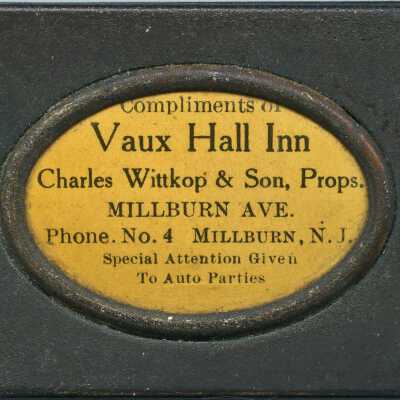 Compliments of
Vaux Hall Inn
Charles Wittkop & Son, Props.
MILLBURN AVE.
Phone. No. 4 MILLBURN, N. J.
Special Attention Given
To Auto Parties